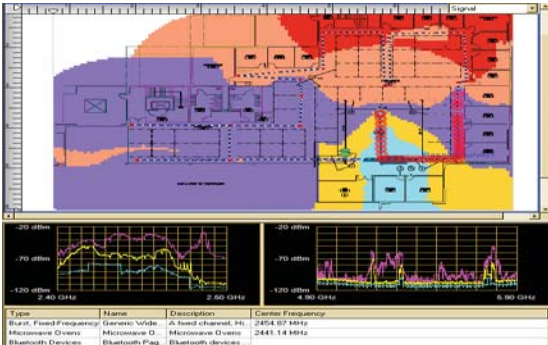 Signal
-20 dBm
-70 dBm
-120 dBm
2.40 GHz
2.50 GHz
-20 dBm
-70 dBm
-120 dBm
4.90 GHz
5.90 GHz
Type Name Description Center Frequency
Burst, Fixed-Frequency Generic Wide... A fixed channel, Hi... 2454.87 MHz
Microwave Ovens Microwave O... Microwave Ovens 2441.14 MHz
Bluetooth Devices Bluetooth Pag... Bluetooth devices ...